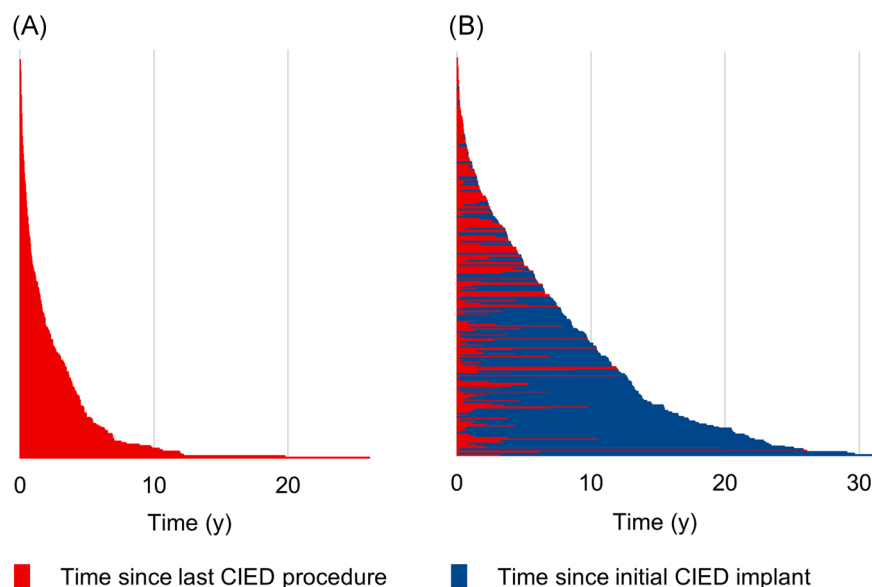 (A) (B)
0 10 20 0 10 20 30
Time (y) Time (y)
Time since last CIED procedure Time since initial CIED implant